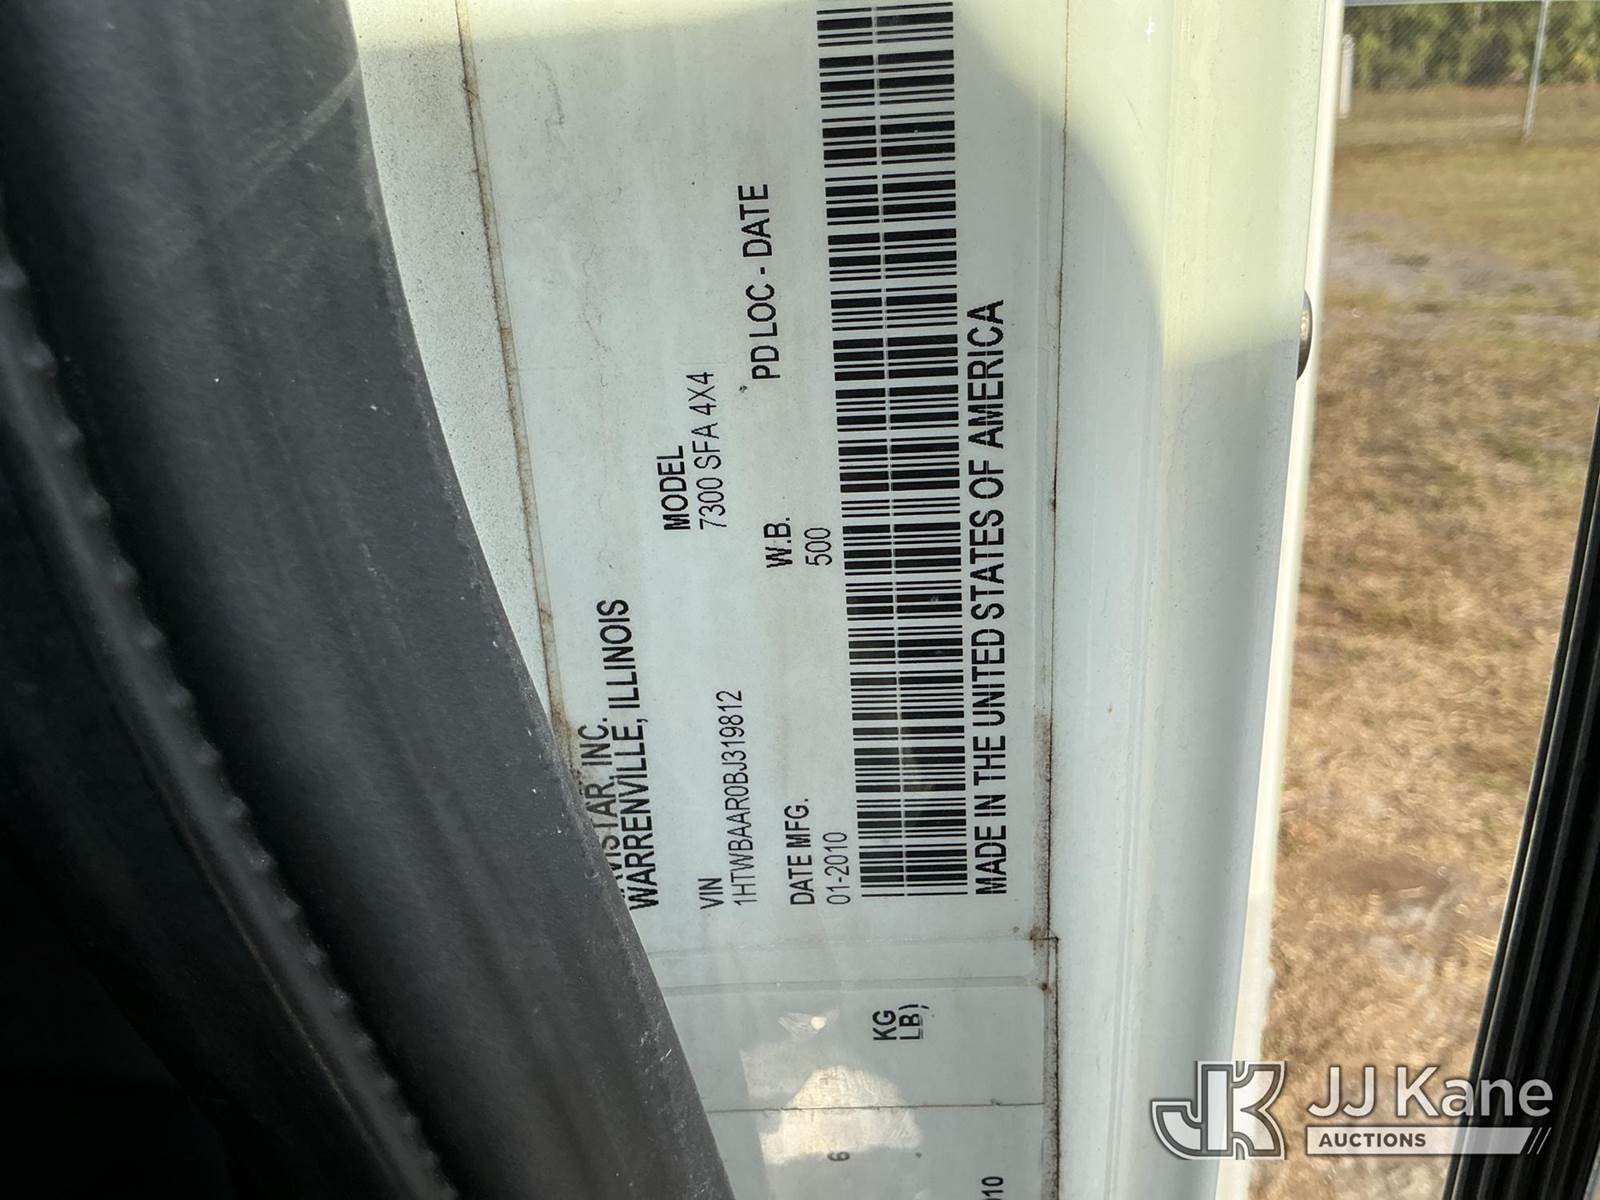 WARRENVILLE, ILLINOIS
VIN MODEL
1HTWBAAR0BJ319812 7300 SFA 4X4
DATE MFG. W.B. PD LOC - DATE
01-2010 500
MADE IN THE UNITED STATES OF AMERICA
KG
LB)
JJ Kane
AUCTIONS